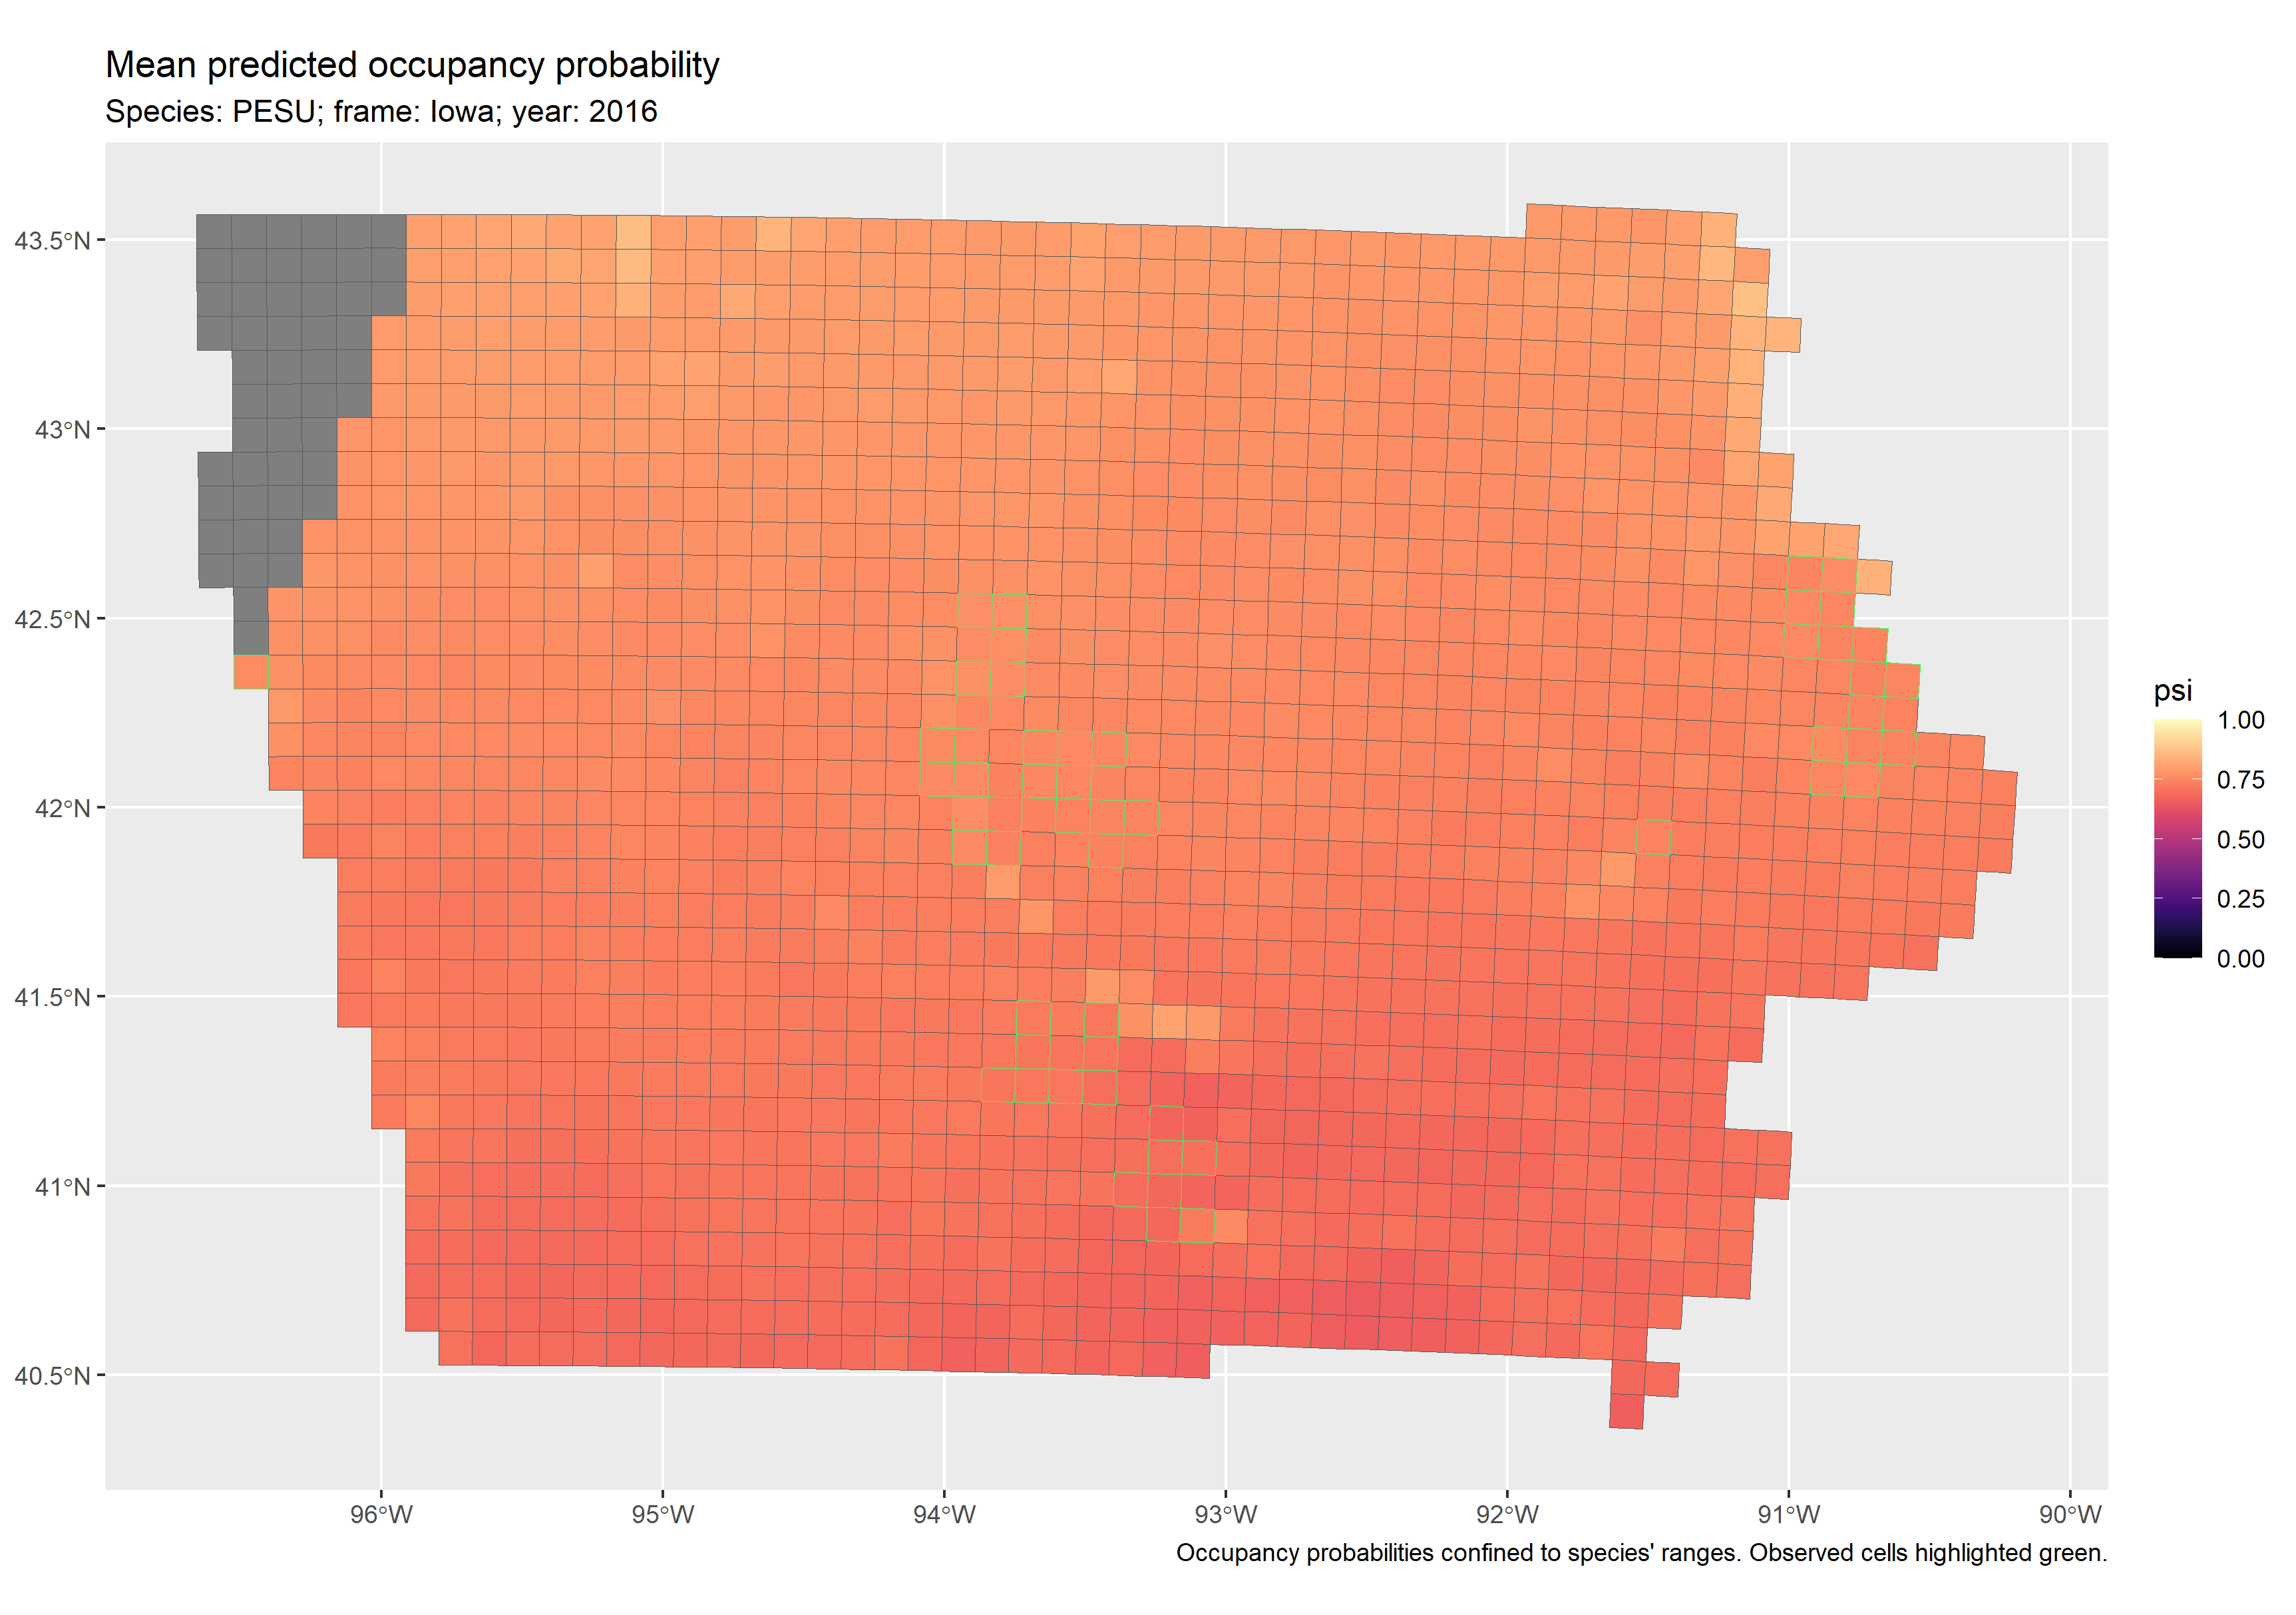 Mean predicted occupancy probability
Species: PESU; frame: Iowa; year: 2016
43.5°N
43°N
42.5°N
42°N
41.5°N
41°N
40.5°N
96°W
95°W
94°W
93°W
92°W
91°W
90°W
psi
1.00
0.75
0.50
0.25
0.00
Occupancy probabilities confined to species' ranges. Observed cells highlighted green.